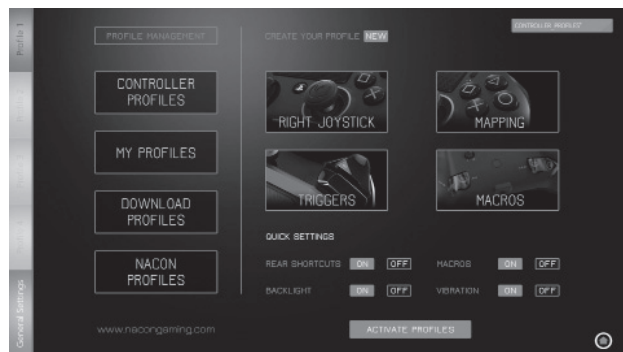 Profile 1
PROFILE MANAGEMENT
CONTROLLER
PROFILES
MY PROFILES
DOWNLOAD
PROFILES
NACON
PROFILES
www.nacongaming.com
General Settings
CREATE YOUR PROFILE NEW
CONTROLLER PROFILES
RIGHT JOYSTICK
MAPPING
TRIGGERS
MACROS
QUICK SETTINGS
REAR SHORTCUTS ON OFF
MACROS ON OFF
BACKLIGHT ON OFF
VIBRATION ON OFF
ACTIVATE PROFILES